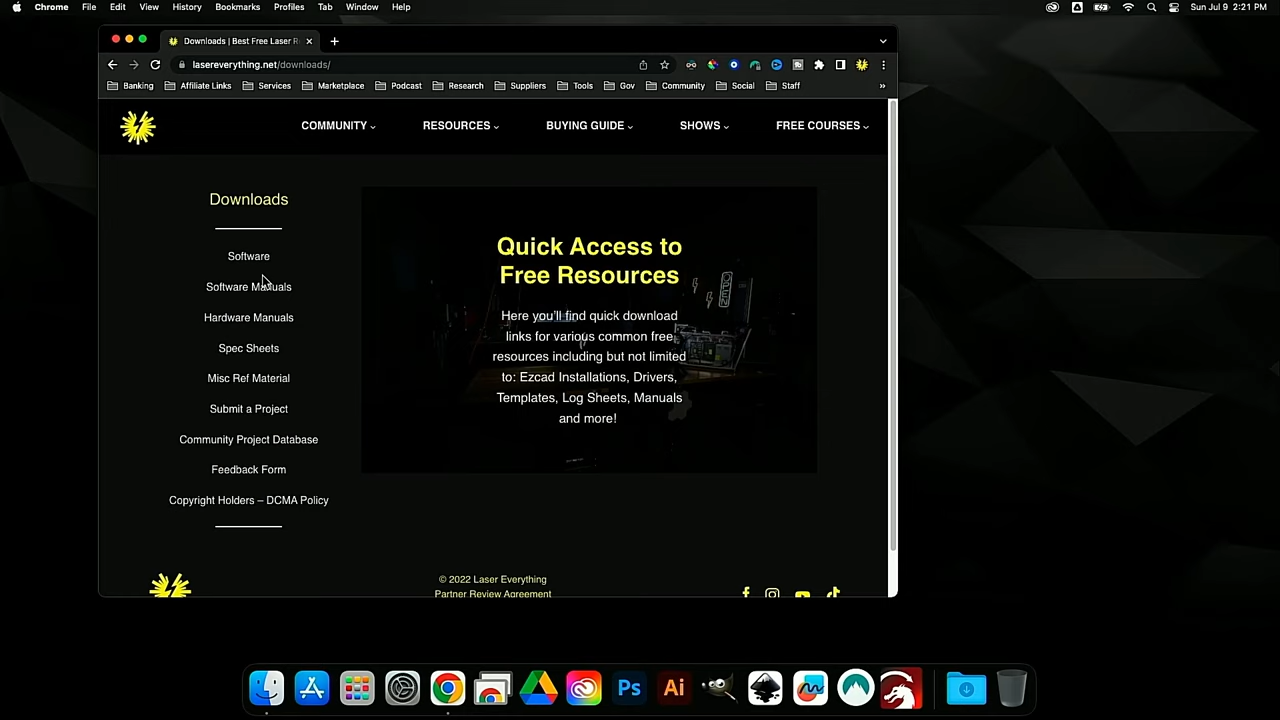 Chrome File Edit View History Bookmarks Profiles Tab Window Help Sun Jul 9 2:21 PM
Downloads | Best Free Laser R
lasereverything.net/downloads/
Banking Affiliate Links Services Marketplace Podcast Research Suppliers Tools Gov Community Social Staff »
COMMUNITY RESOURCES BUYING GUIDE SHOWS FREE COURSES
Downloads
Software
Software Manuals
Hardware Manuals
Spec Sheets
Misc Ref Material
Submit a Project
Community Project Database
Feedback Form
Copyright Holders – DCMA Policy
Quick Access to
Free Resources
Here you'll find quick download
links for various common free
resources including but not limited
to: Ezcad Installations, Drivers,
Templates, Log Sheets, Manuals
and more!
© 2022 Laser Everything
Partner Review Agreement
Ps
Ai